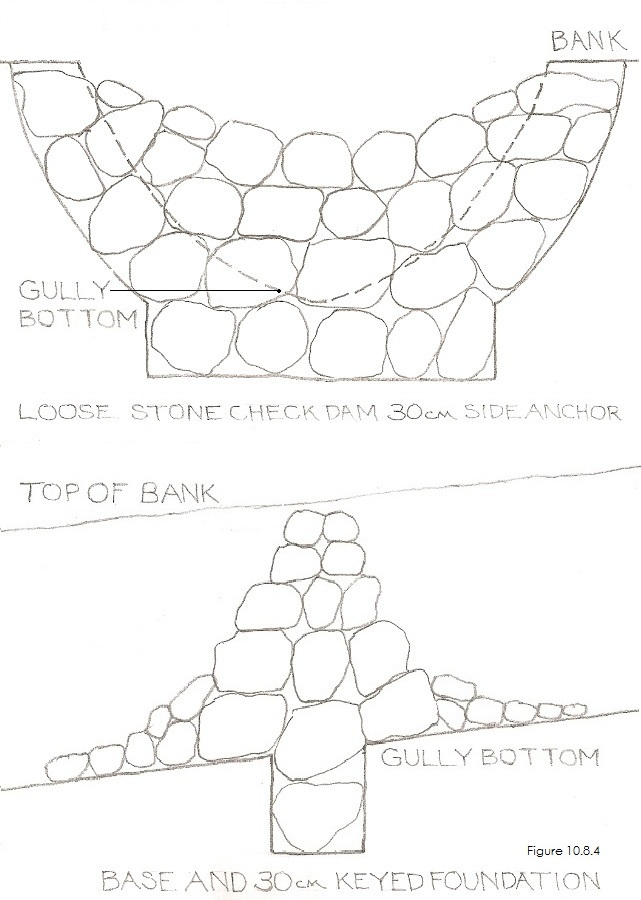 BANK
GULLY
BOTTOM
LOOSE STONE CHECK DAM 30cm SIDE ANCHOR
TOP OF BANK
GULLY BOTTOM
Figure 10.8.4
BASE AND 30cm KEYED FOUNDATION